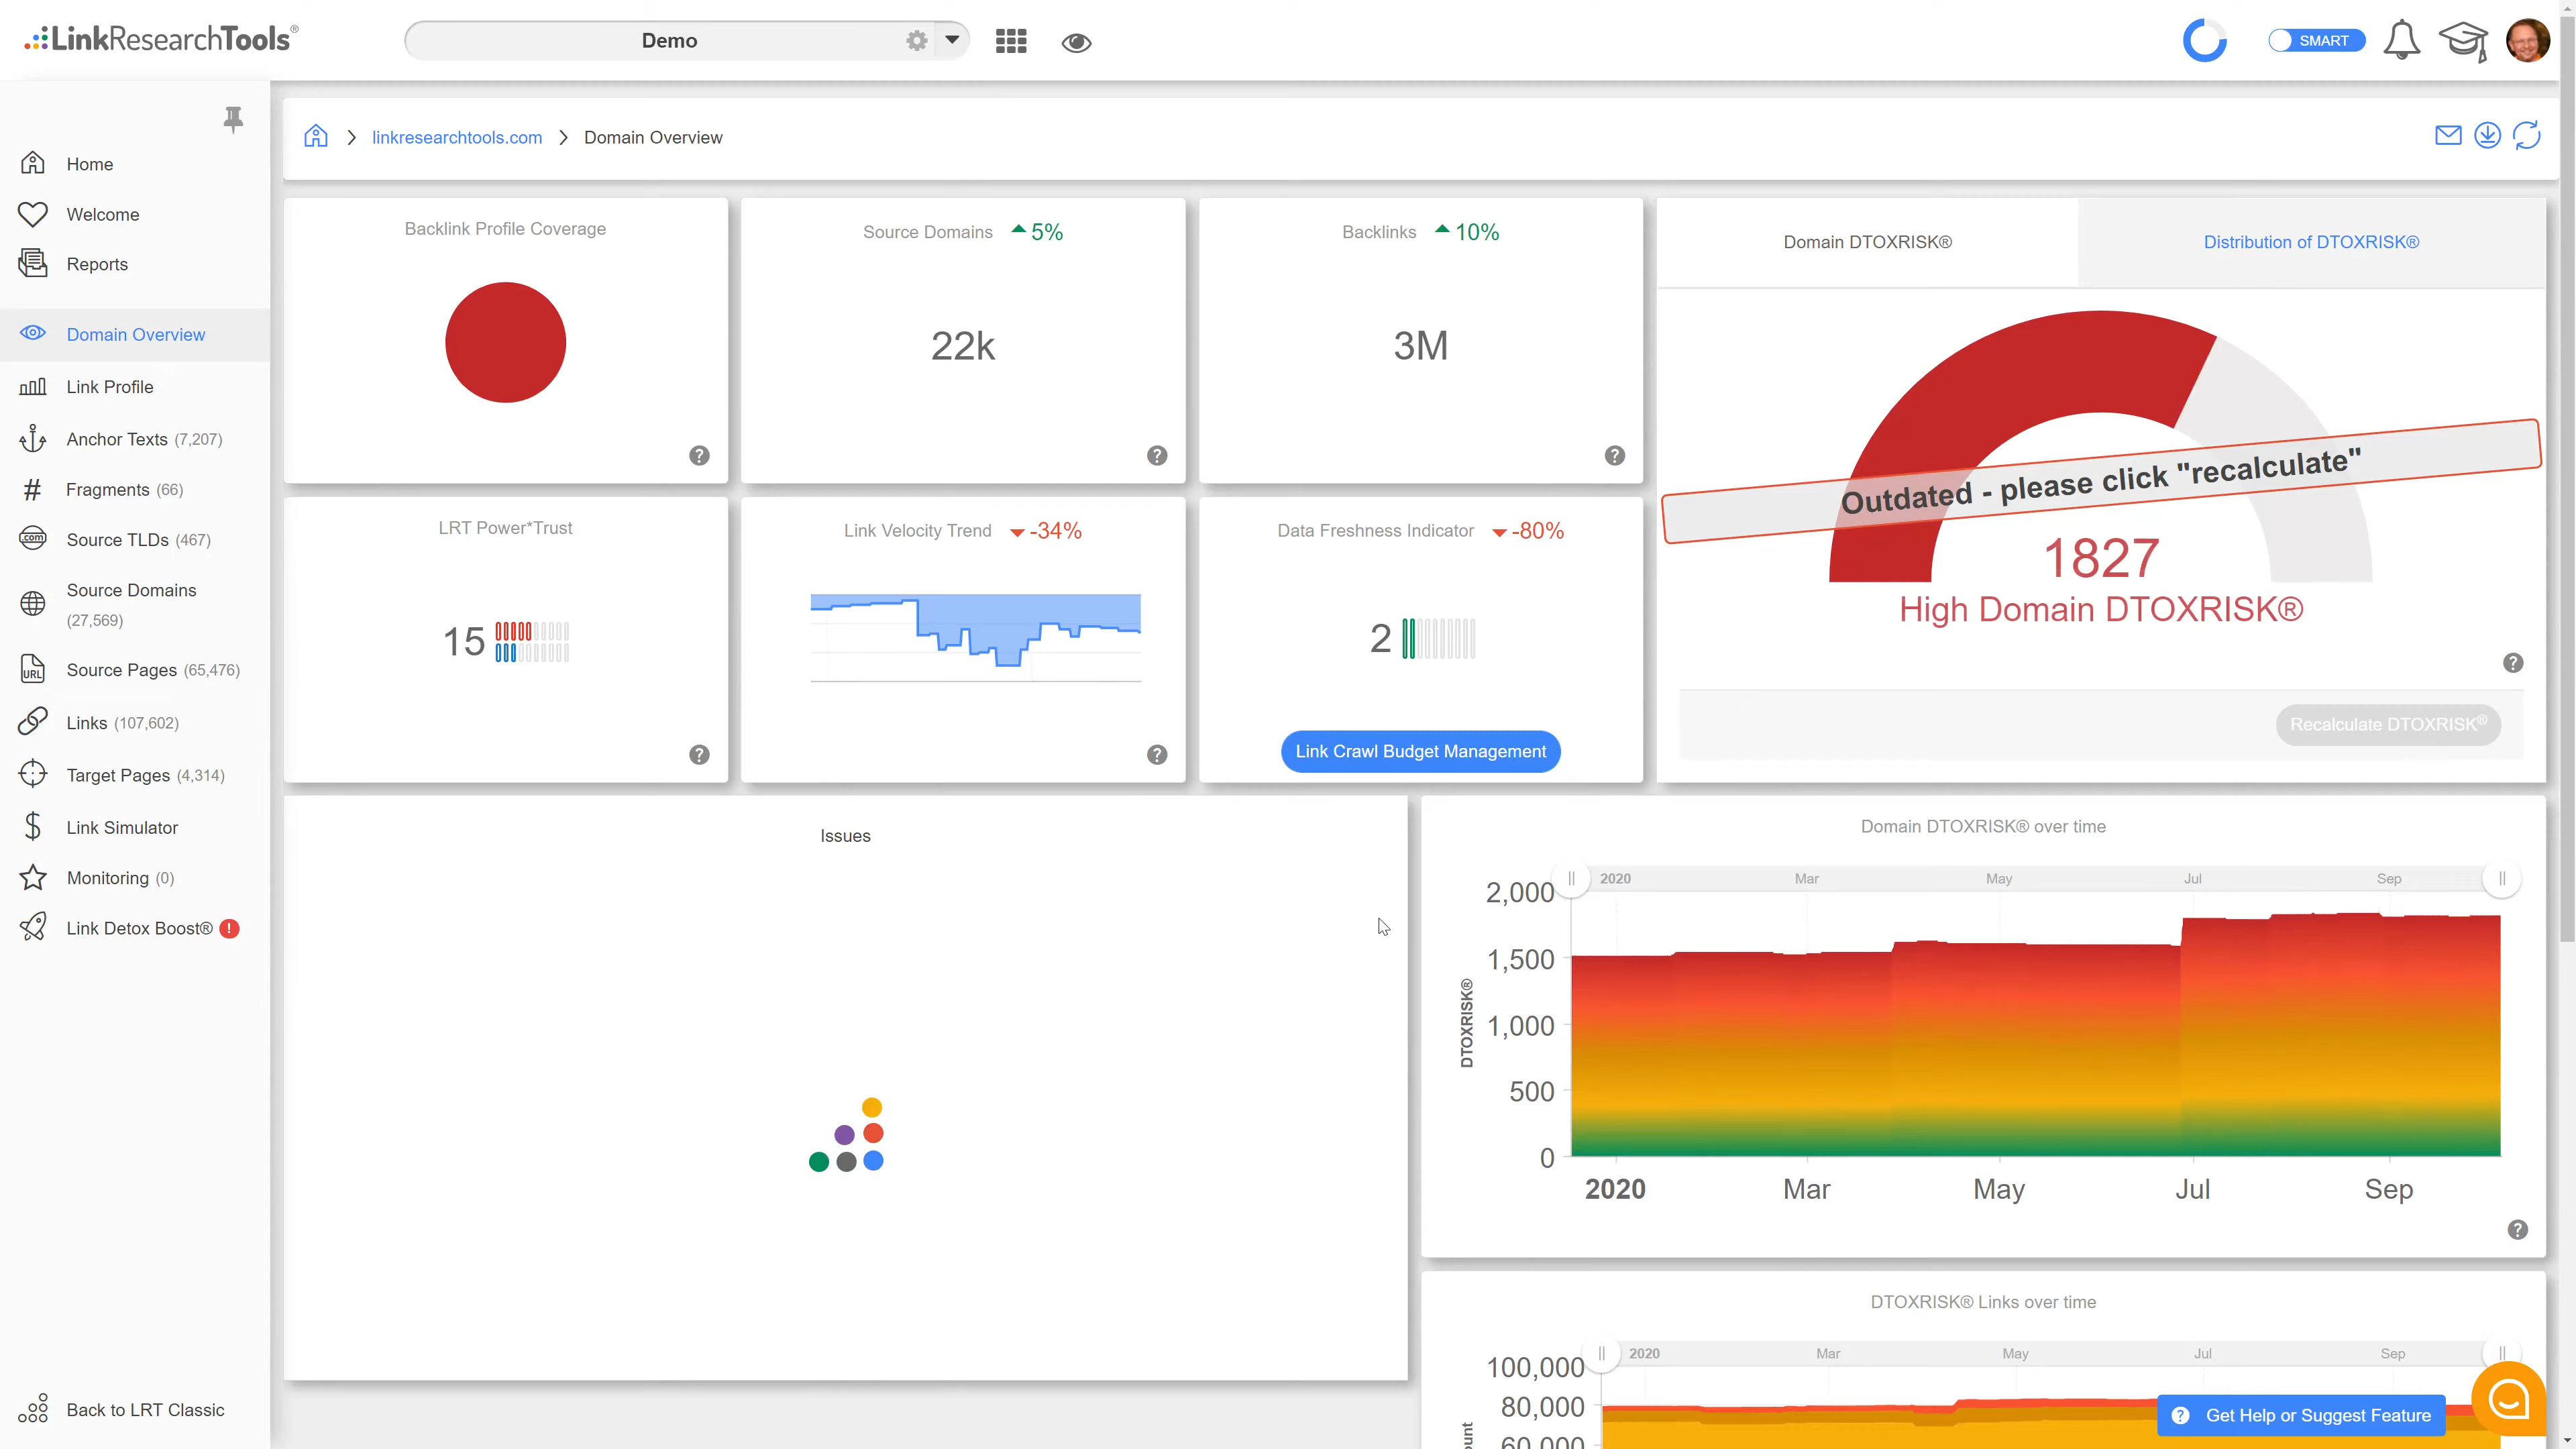 LinkResearchTools®
Demo
SMART
Home
Welcome
Reports
Domain Overview
Link Profile
Anchor Texts (7,207)
Fragments (66)
.com
Source TLDs (467)
Source Domains
(27,569)
URL
Source Pages (65,476)
Links (107,602)
Target Pages (4,314)
Link Simulator
Monitoring (0)
Link Detox Boost® !
Back to LRT Classic
linkresearchtools.com
Domain Overview
Backlink Profile Coverage
?
Source Domains 5%
22k
?
Backlinks 10%
3M
?
Domain DTOXRISK®
Distribution of DTOXRISK®
Outdated - please click "recalculate"
1827
High Domain DTOXRISK®
?
Recalculate DTOXRISK®
LRT Power*Trust
15
?
Link Velocity Trend -34%
?
Data Freshness Indicator -80%
2
Link Crawl Budget Management
Issues
Domain DTOXRISK® over time
2020 Mar May Jul Sep
2,000
1,500
1,000
500
0
DTOXRISK®
2020 Mar May Jul Sep
?
DTOXRISK® Links over time
2020 Mar May Jul Sep
100,000
80,000
60,000
ount
? Get Help or Suggest Feature